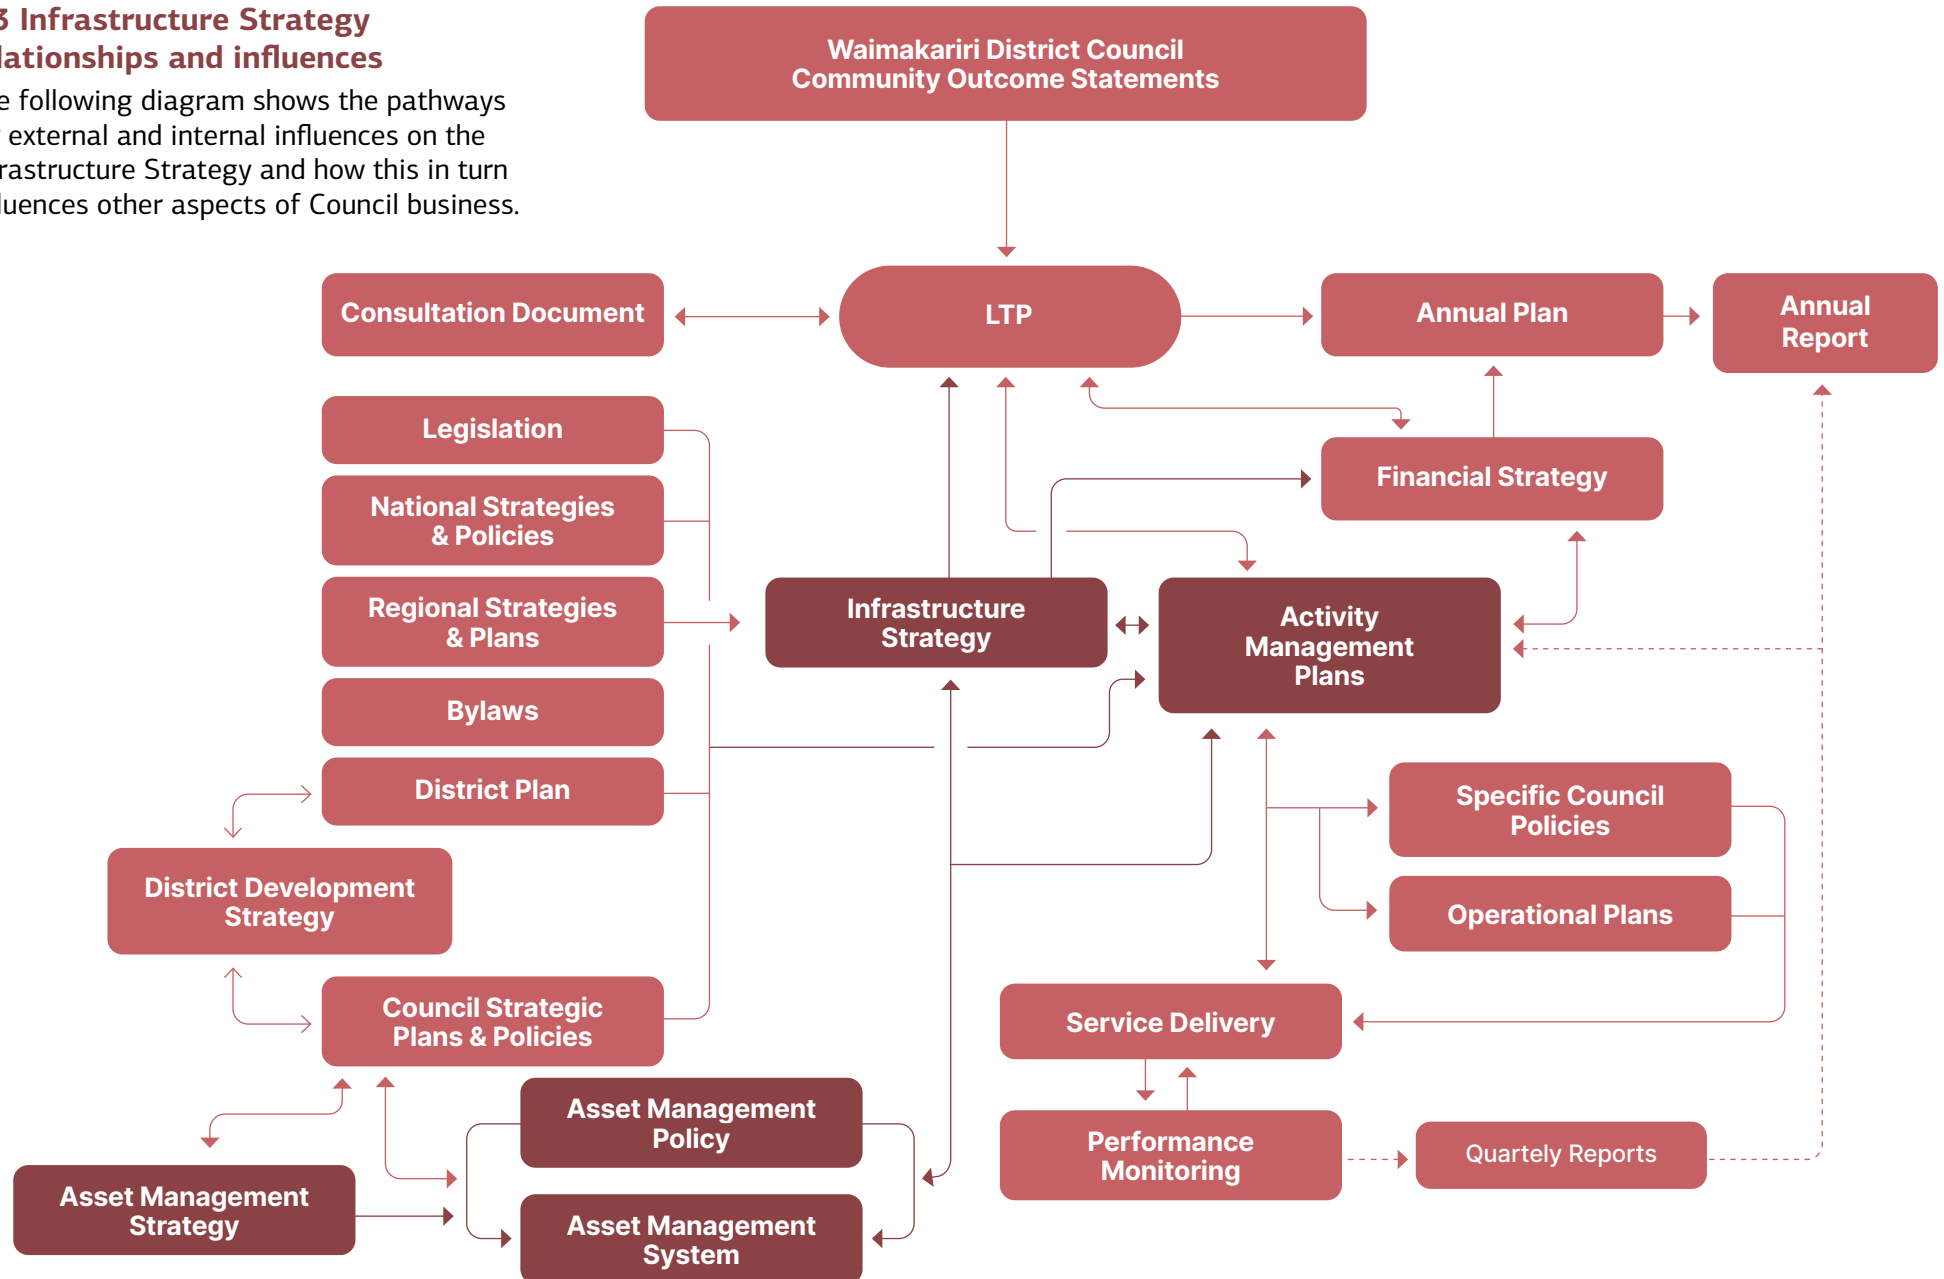 3 Infrastructure Strategy
lationships and influences
e following diagram shows the pathways
external and internal influences on the
rastructure Strategy and how this in turn
luences other aspects of Council business.
Waimakariri District Council
Community Outcome Statements
Consultation Document
LTP
Annual Plan
Annual
Report
Legislation
National Strategies
& Policies
Financial Strategy
Regional Strategies
& Plans
Infrastructure
Strategy
Activity
Management
Plans
Bylaws
District Plan
Specific Council
Policies
District Development
Strategy
Operational Plans
Council Strategic
Plans & Policies
Service Delivery
Asset Management
Policy
Performance
Monitoring
Quartely Reports
Asset Management
Strategy
Asset Management
System